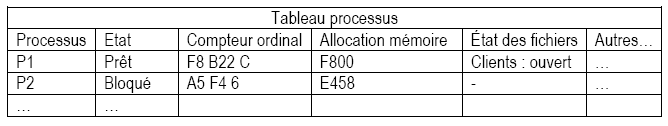 Tableau processus
Processus Etat Compteur ordinal Allocation mémoire État des fichiers Autres…
P1 Prêt F8 B22 C F800 Clients : ouvert …
P2 Bloqué A5 F4 6 E458 - …
… …